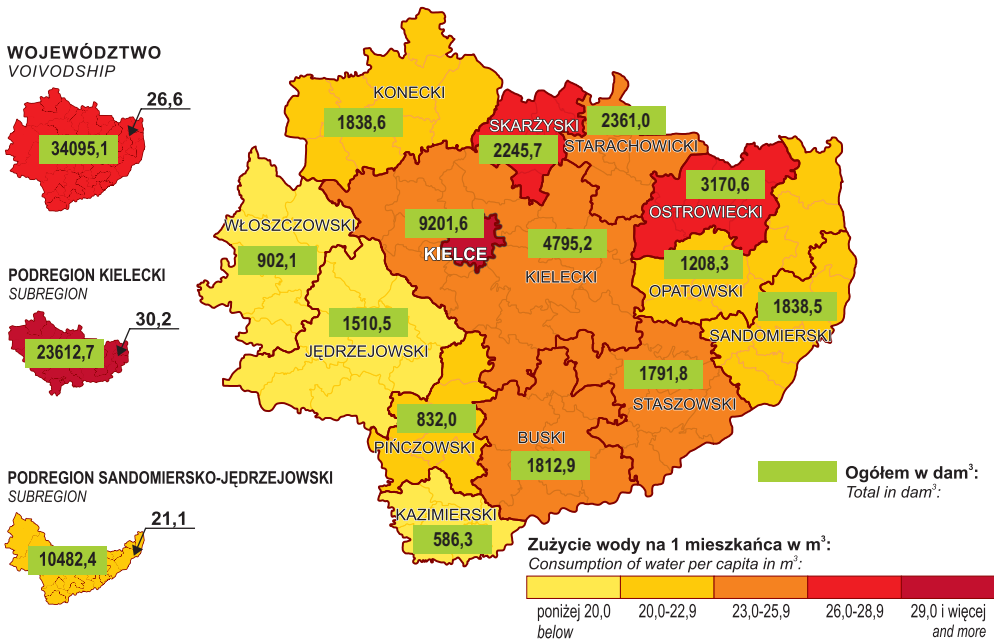 WOJEWÓDZTWO
VOIVODSHIP
26,6
34095,1
PODREGION KIELECKI
SUBREGION
30,2
23612,7
PODREGION SANDOMIERSKO-JĘDRZEJOWSKI
SUBREGION
21,1
10482,4
KONECKI
1838,6
SKARŻYSKI
2245,7
2361,0
STARACHOWICKI
3170,6
OSTROWIECKI
WŁOSZCZOWSKI
902,1
9201,6
KIELCE
4795,2
KIELECKI
1208,3
OPATOWSKI
1838,5
SANDOMIERSKI
1510,5
JĘDRZEJOWSKI
1791,8
STASZOWSKI
832,0
PIŃCZOWSKI
BUSKI
1812,9
KAZIMIERSKI
586,3
Ogółem w dam³:
Total in dam³:
Zużycie wody na 1 mieszkańca w m³:
Consumption of water per capita in m³:
poniżej 20,0 20,0-22,9 23,0-25,9 26,0-28,9 29,0 i więcej
below and more